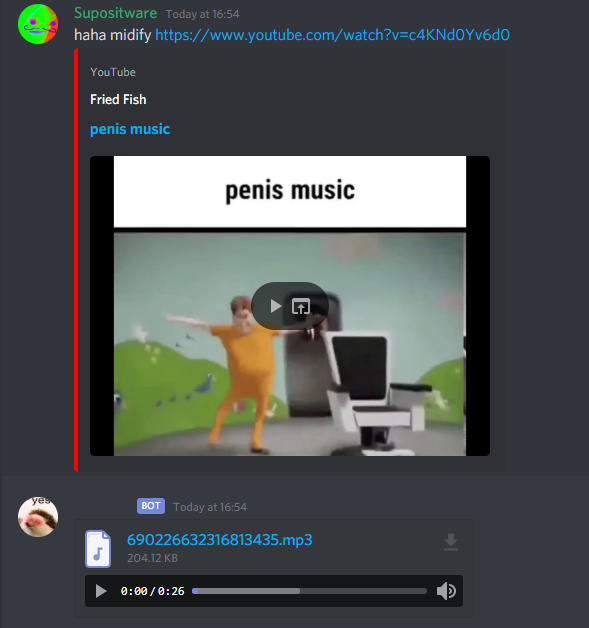 Supositware Today at 16:54
haha midify https://www.youtube.com/watch?v=c4KNd0Yv6d0
YouTube
Fried Fish
penis music
penis music
yes
BOT Today at 16:54
690226632316813435.mp3
204.12 KB
0:00/0:26